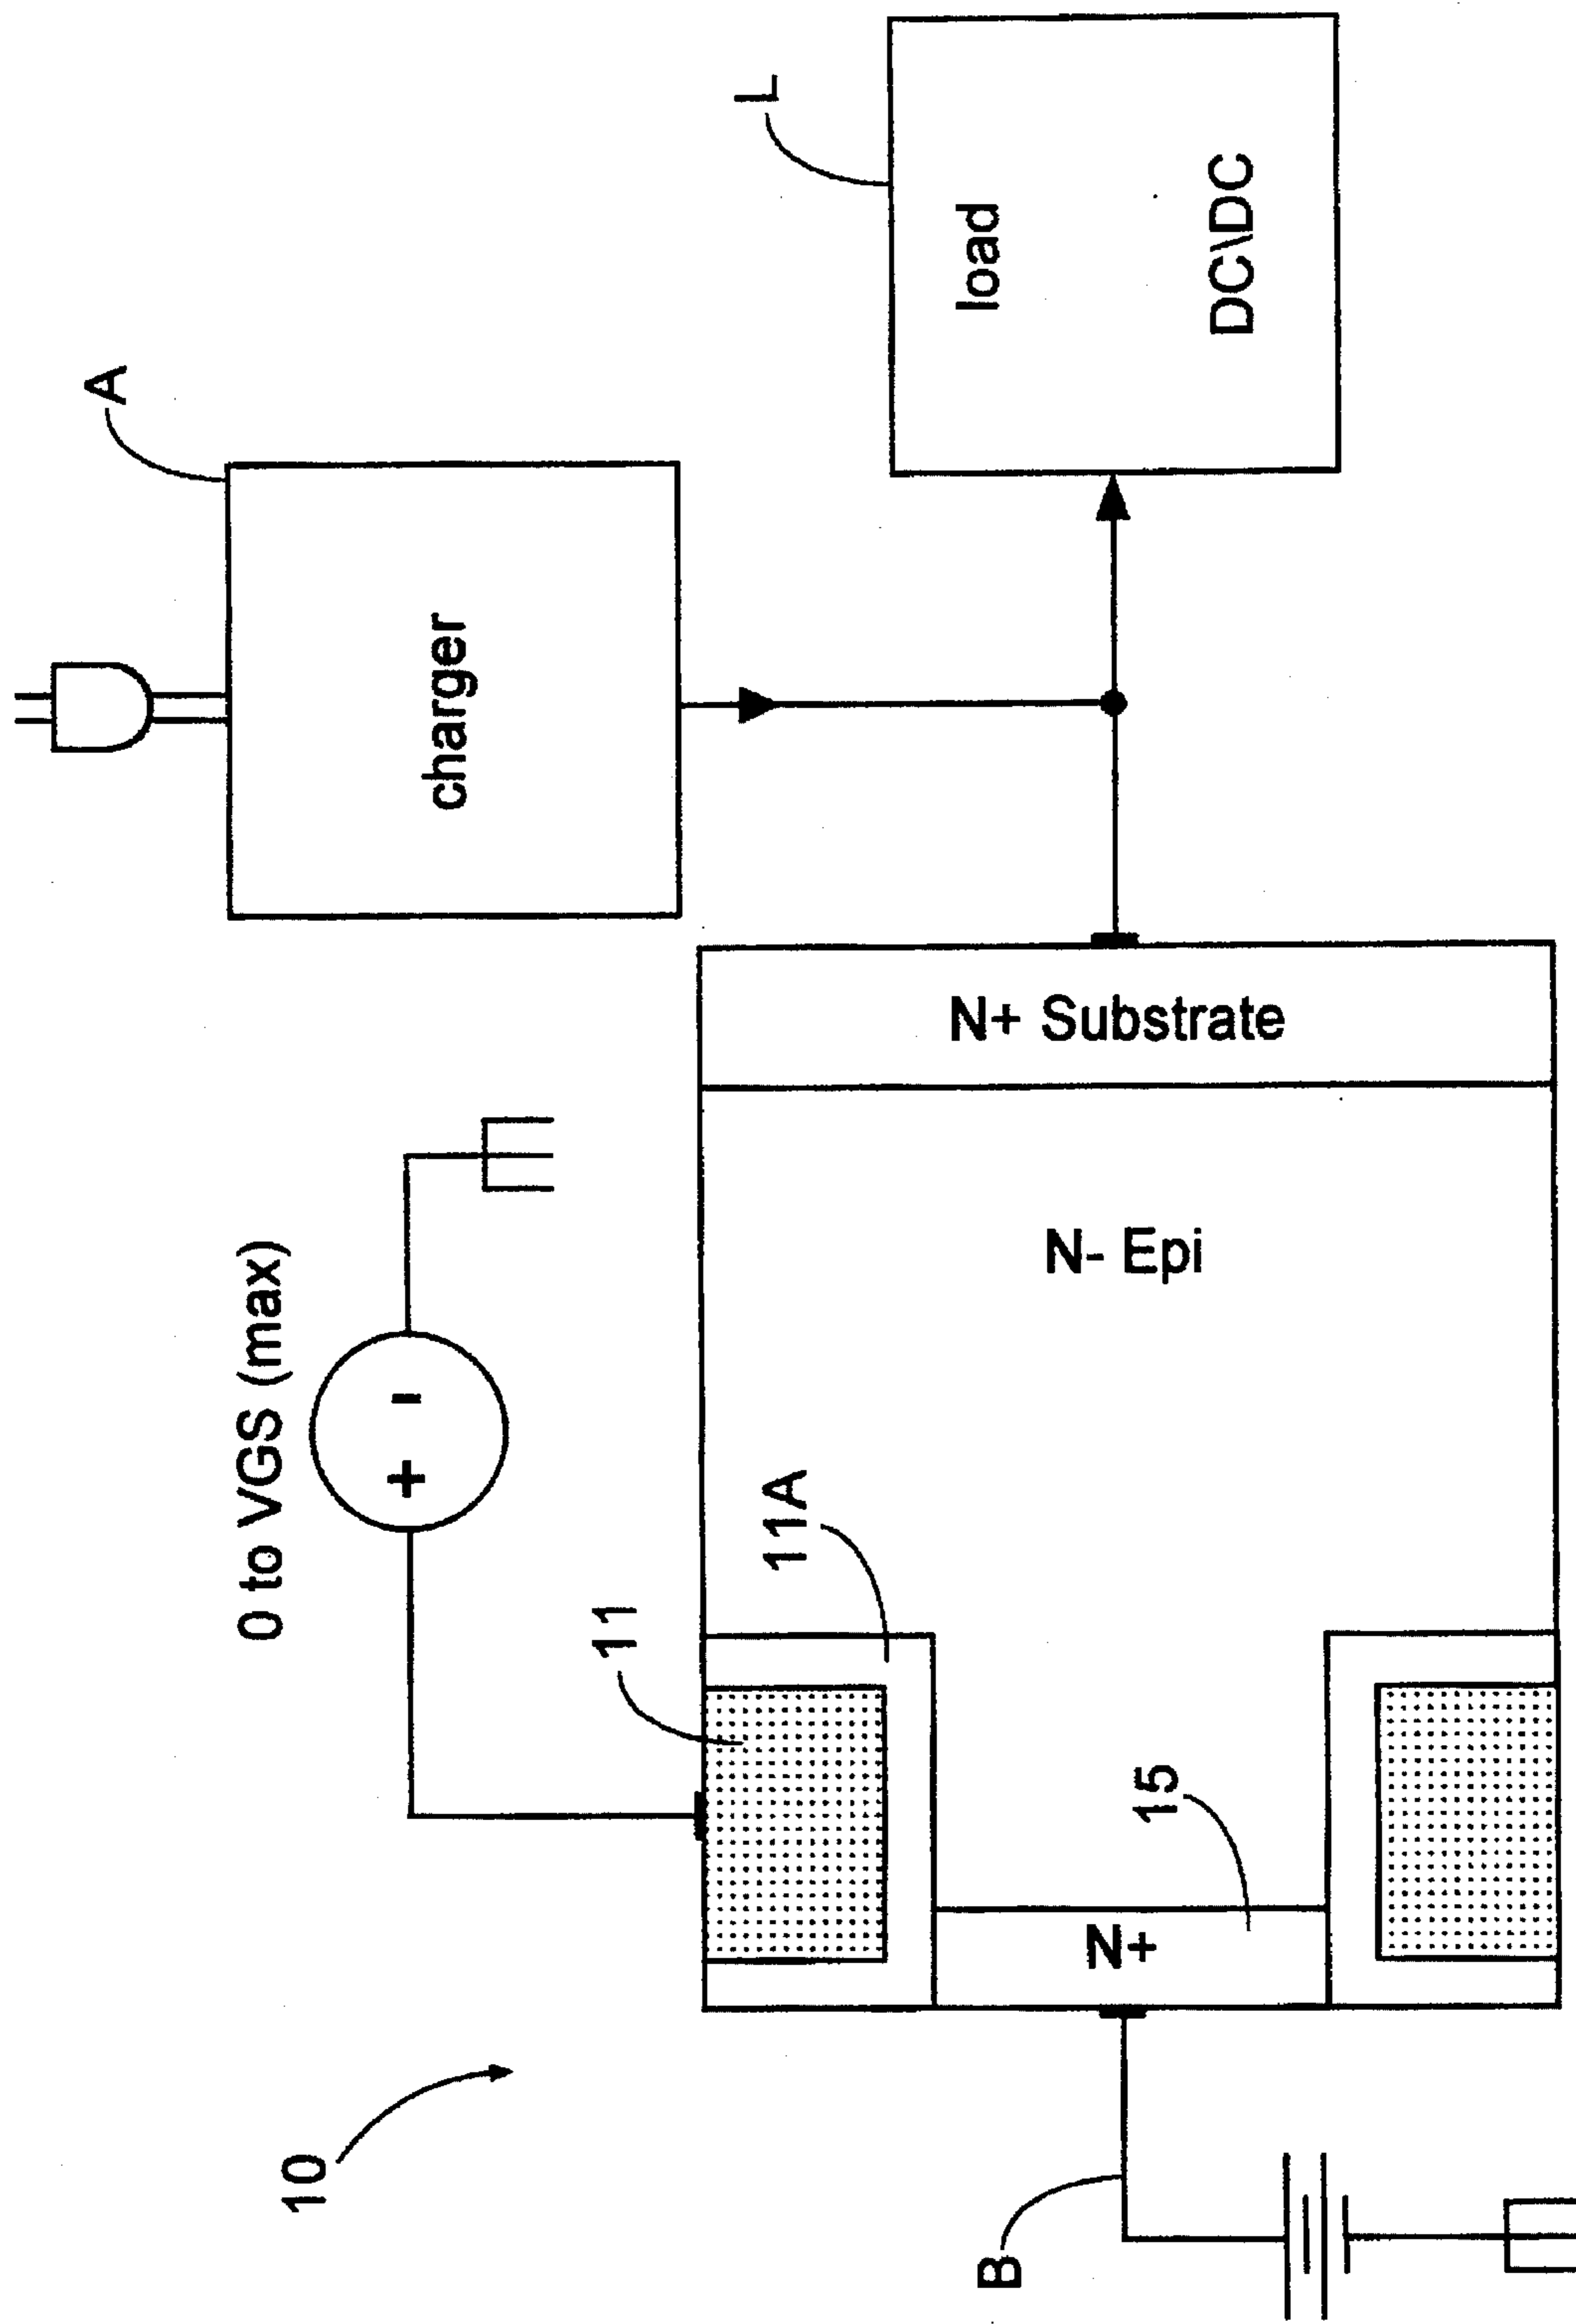 10
0 to VGS (max)
+ -
A
charger
L
load
DC\DC
11
11A
15
N+
N- Epi
N+ Substrate
B